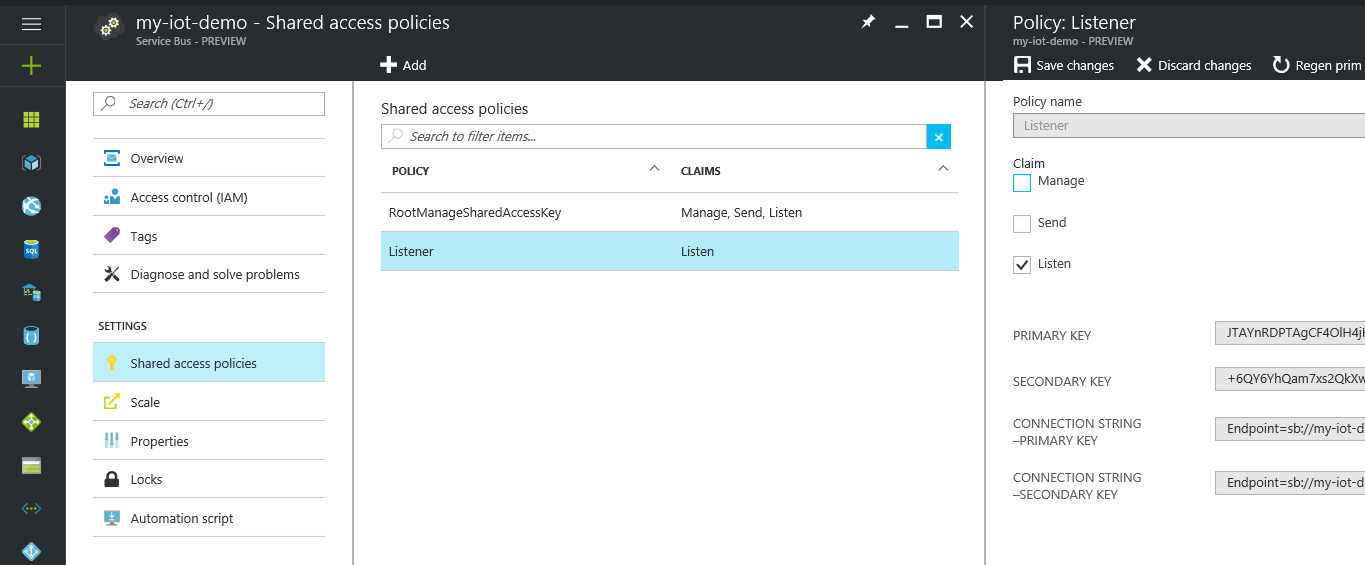 my-iot-demo - Shared access policies
Service Bus - PREVIEW
Add
Search (Ctrl+/)
Overview
Access control (IAM)
Tags
Diagnose and solve problems
SETTINGS
Shared access policies
Scale
Properties
Locks
Automation script
Shared access policies
Search to filter items...
POLICY CLAIMS
RootManageSharedAccessKey Manage, Send, Listen
Listener Listen
Policy: Listener
my-iot-demo - PREVIEW
Save changes Discard changes Regen prim
Policy name
Listener
Claim
Manage
Send
Listen
PRIMARY KEY JTAYnRDPTAgCF4OlH4jH
SECONDARY KEY +6QY6YhQam7xs2QkXw
CONNECTION STRING
–PRIMARY KEY
Endpoint=sb://my-iot-d
CONNECTION STRING
–SECONDARY KEY
Endpoint=sb://my-iot-d
SQL